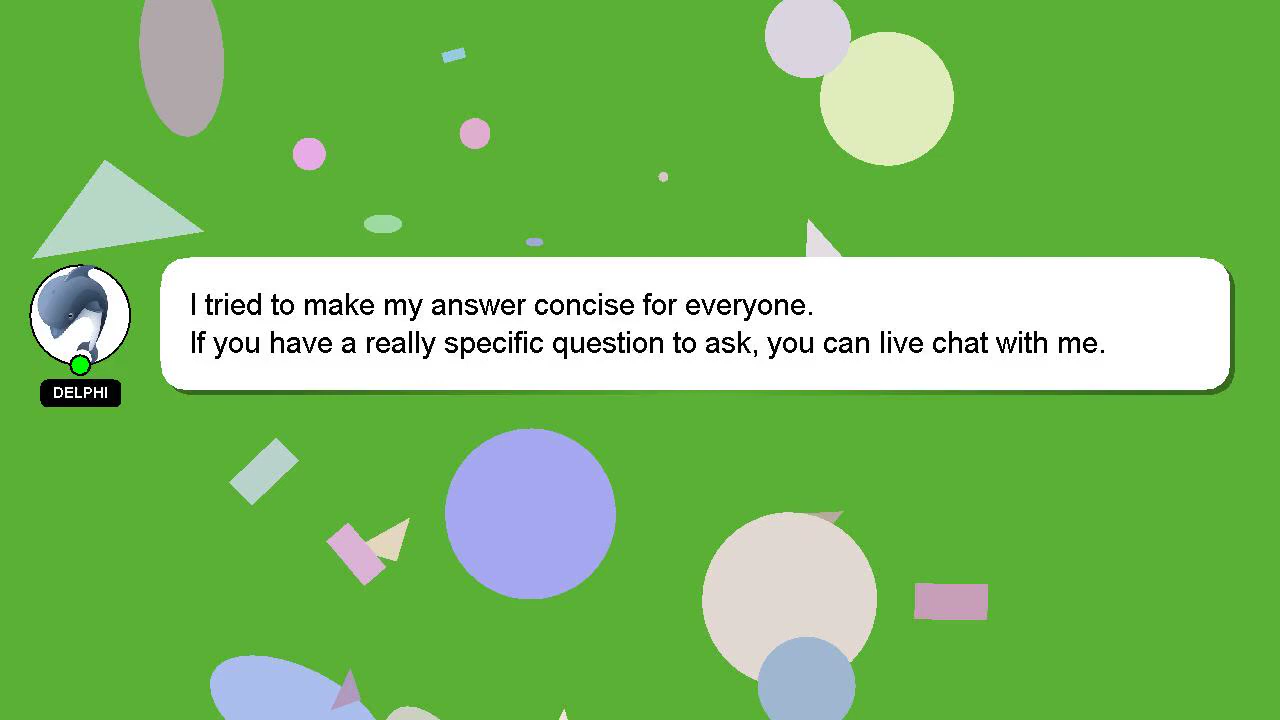 I tried to make my answer concise for everyone.
If you have a really specific question to ask, you can live chat with me.
DELPHI